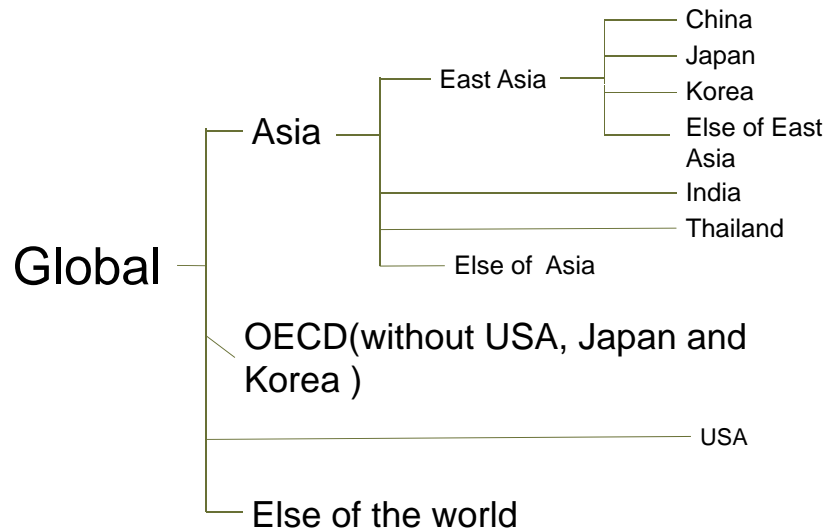 China
Japan
East Asia
Korea
Asia
Else of East
Asia
India
Thailand
Global
Else of  Asia
OECD(without USA, Japan and
Korea )
USA
Else of the world